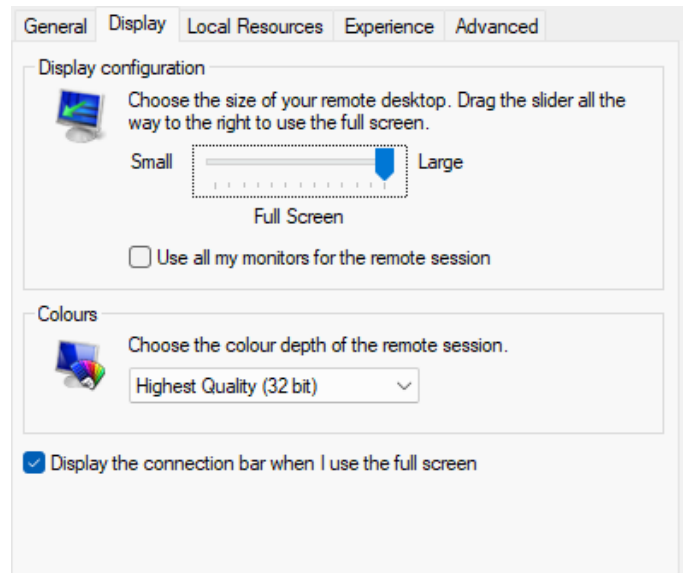 General Display Local Resources Experience Advanced
Display configuration
Choose the size of your remote desktop. Drag the slider all the
way to the right to use the full screen.
Small Large
Full Screen
Use all my monitors for the remote session
Colours
Choose the colour depth of the remote session.
Highest Quality (32 bit)
Display the connection bar when I use the full screen